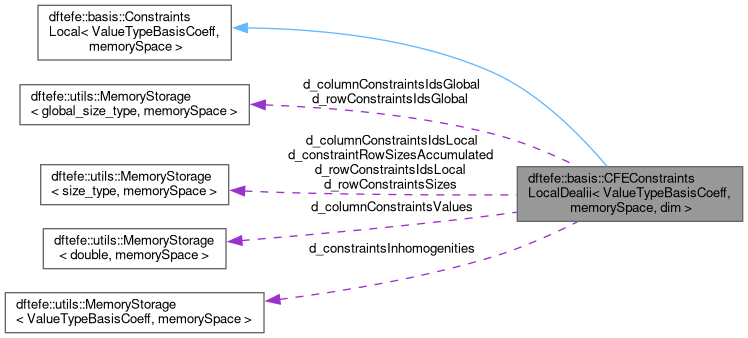 dftefe::basis::Constraints
Local< ValueTypeBasisCoeff,
memorySpace >
dftefe::utils::MemoryStorage
< global_size_type, memorySpace >
d_columnConstraintsIdsGlobal
d_rowConstraintsIdsGlobal
dftefe::utils::MemoryStorage
< size_type, memorySpace >
d_columnConstraintsIdsLocal
d_constraintRowSizesAccumulated
d_rowConstraintsIdsLocal
d_rowConstraintsSizes
dftefe::basis::CFEConstraints
LocalDealii< ValueTypeBasisCoeff,
memorySpace, dim >
dftefe::utils::MemoryStorage
< double, memorySpace >
d_columnConstraintsValues
dftefe::utils::MemoryStorage
< ValueTypeBasisCoeff, memorySpace >
d_constraintsInhomogenities